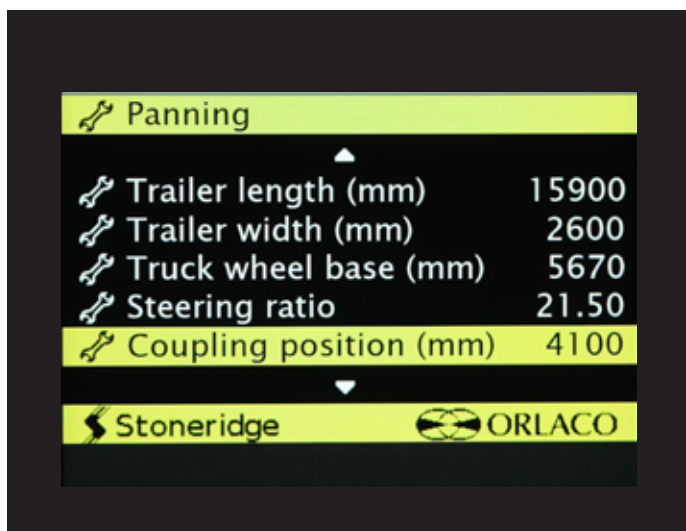 Panning
Trailer length (mm) 15900
Trailer width (mm) 2600
Truck wheel base (mm) 5670
Steering ratio 21.50
Coupling position (mm) 4100
Stoneridge ORLACO